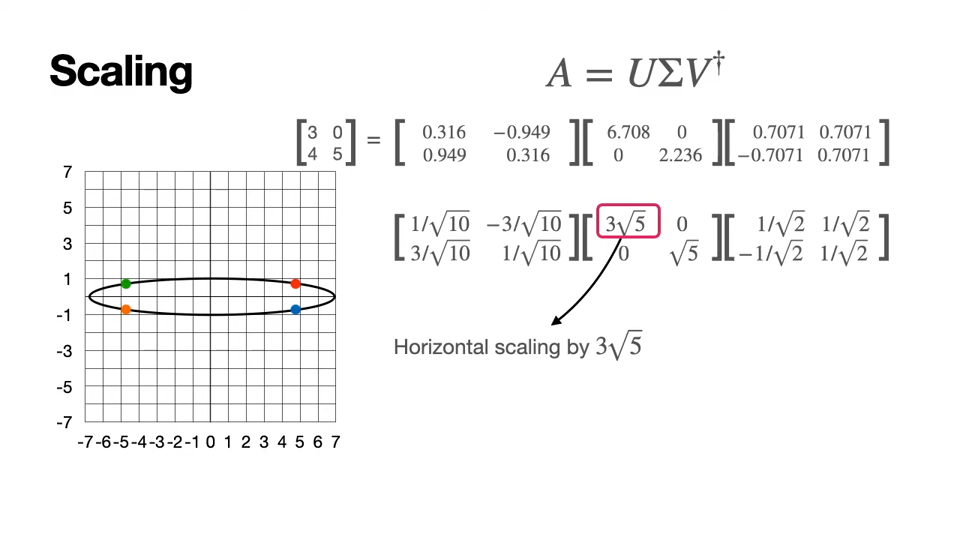 Scaling
A = UΣV†
[3 0 4 5] = [0.316 −0.949 0.949 0.316] [6.708 0 0 2.236] [0.7071 0.7071 −0.7071 0.7071]
[1/√10 −3/√10 3/√10 1/√10] [3√5 0 0 √5] [1/√2 1/√2 −1/√2 1/√2]
Horizontal scaling by 3√5
7
5
3
1
-1
-3
-5
-7
-7 -6 -5 -4 -3 -2 -1 0 1 2 3 4 5 6 7